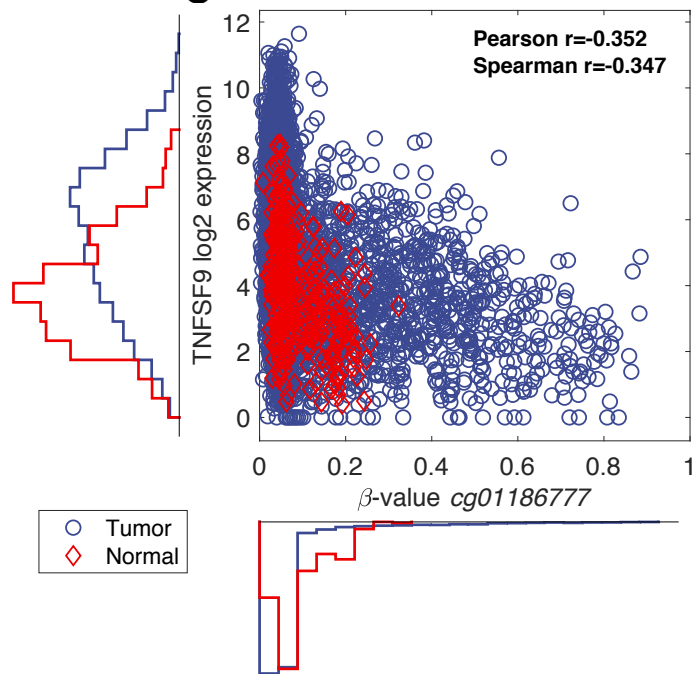 Pearson r=-0.352
Spearman r=-0.347
TNFSF9 log2 expression
12
10
8
6
4
2
0
0 0.2 0.4 0.6 0.8 1
β-value cg01186777
Tumor
Normal